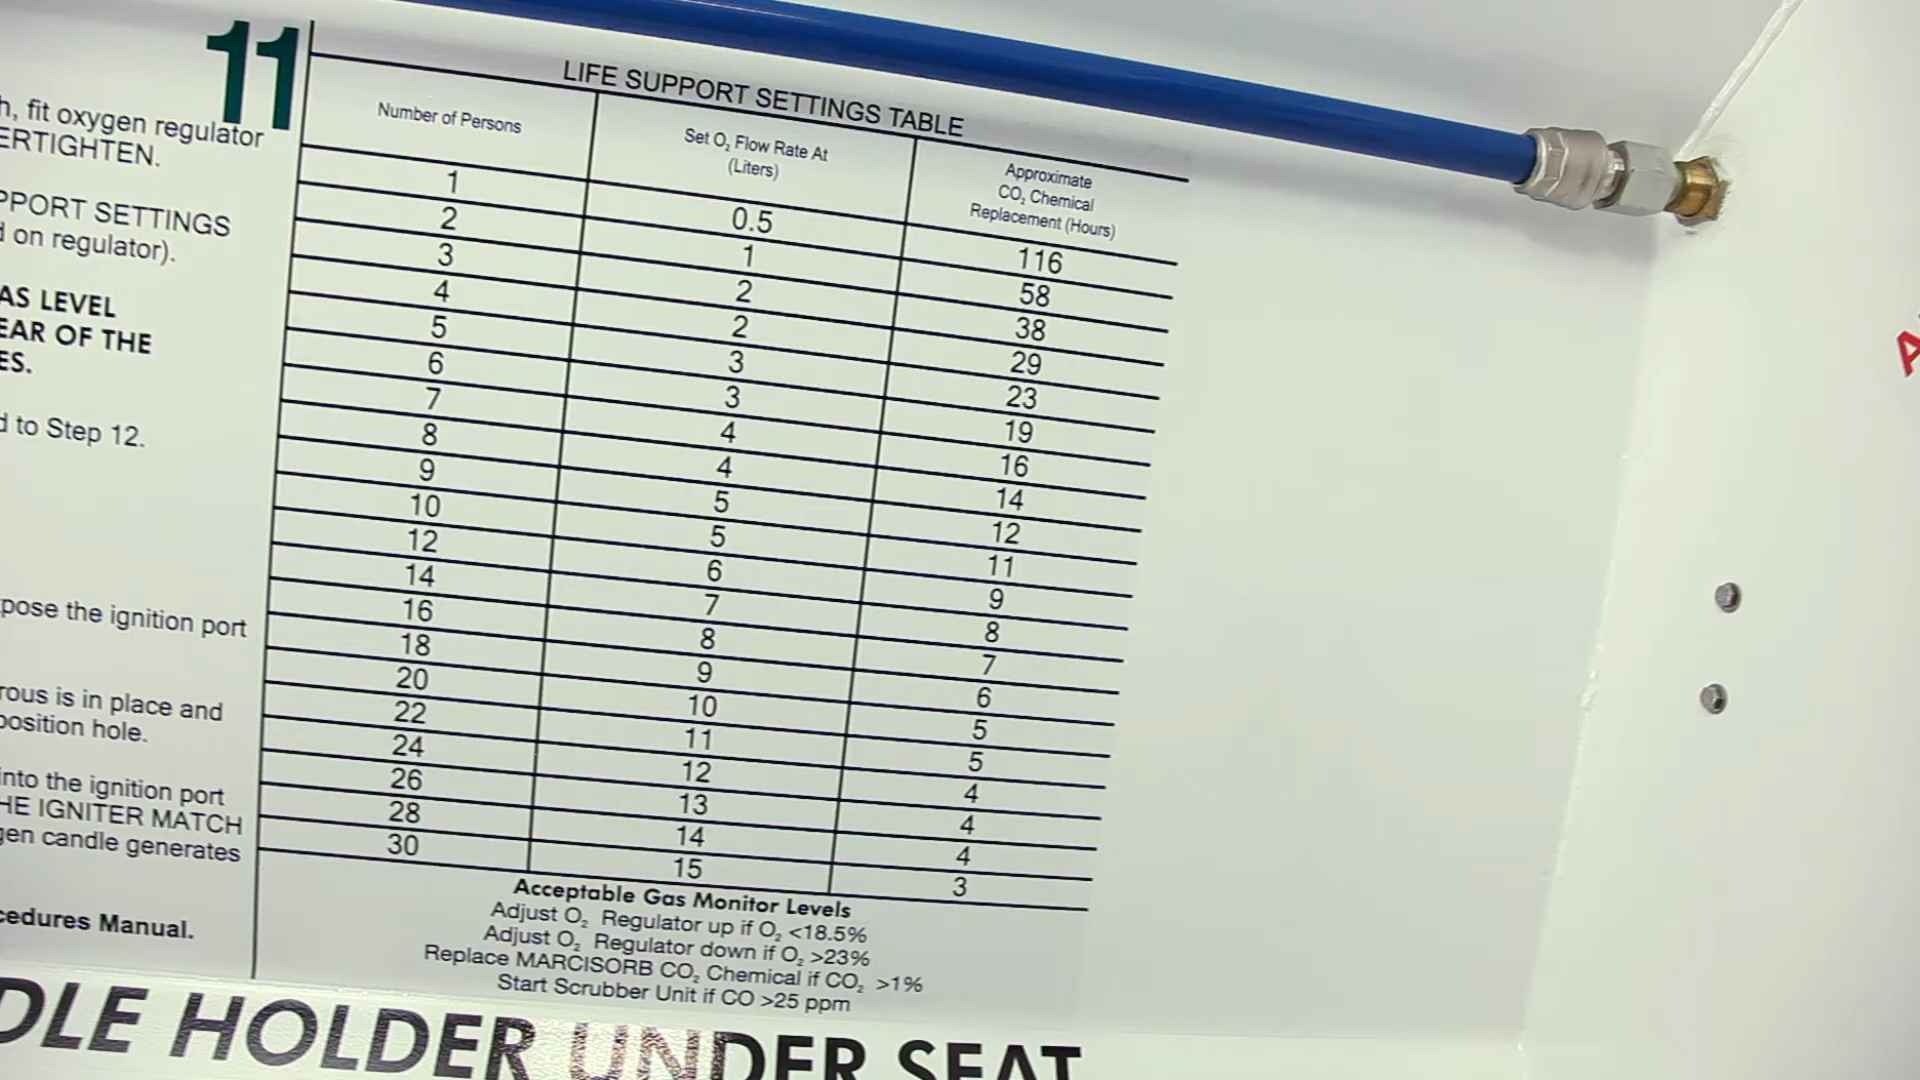 11
h, fit oxygen regulator
ERTIGHTEN.
PPORT SETTINGS
d on regulator).
AS LEVEL
EAR OF THE
ES.
d to Step 12.
pose the ignition port
rous is in place and
position hole.
into the ignition port
HE IGNITER MATCH
gen candle generates
cedures Manual.
LIFE SUPPORT SETTINGS TABLE
Number of Persons
Set O₂ Flow Rate At
(Liters)
Approximate
CO₂ Chemical
Replacement (Hours)
1 0.5 116
2 1 58
3 2 38
4 2 29
5 3 23
6 3 19
7 4 16
8 4 14
9 5 12
10 5 11
12 6 9
14 7 8
16 8 7
18 9 6
20 10 5
22 11 5
24 12 4
26 13 4
28 14 4
30 15 3
Acceptable Gas Monitor Levels
Adjust O₂ Regulator up if O₂ <18.5%
Adjust O₂ Regulator down if O₂ >23%
Replace MARCISORB CO₂ Chemical if CO₂ >1%
Start Scrubber Unit if CO >25 ppm
DLE HOLDER UNDER SEAT
A